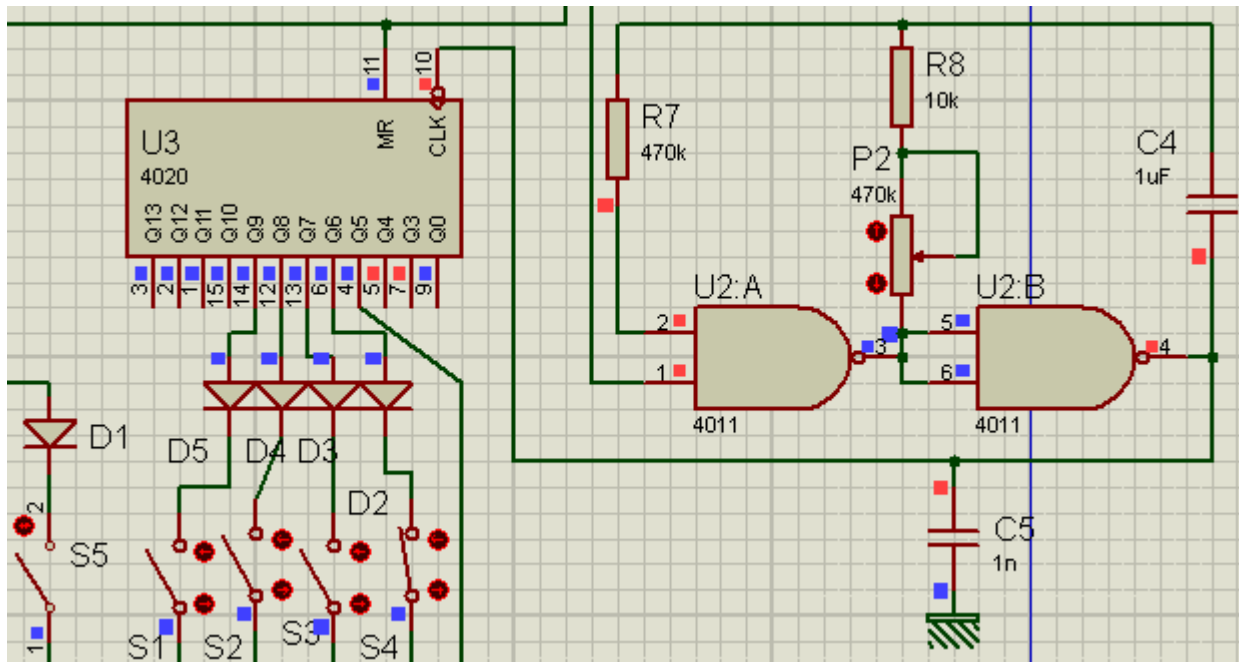 11
10
U3
4020
MR
CLK
Q13
Q12
Q11
Q10
Q9
Q8
Q7
Q6
Q5
Q4
Q3
Q0
3
2
1
15
14
12
13
6
4
5
7
9
R7
470k
R8
10k
P2
470k
C4
1uF
U2:A
2
1
3
4011
U2:B
5
6
4
4011
D1
D5
D4
D3
D2
2
S5
1
S1
S2
S3
S4
C5
1n